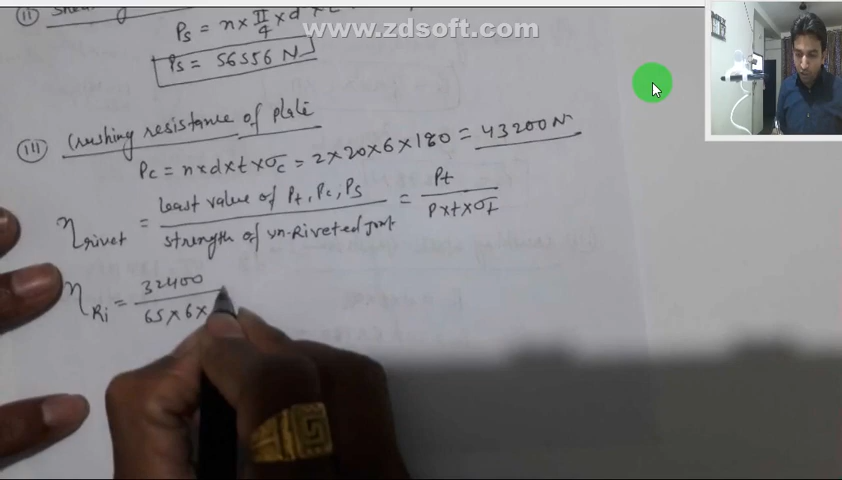 www.zdsoft.com
(II)
Ps = n × π/4 × d
Ps = 56556 N
(III) Crushing resistance of plate
Pc = n×d×t×σc = 2×20×6×180 = 43200 N
ηrivet = Least value of Pt, Pc, Ps / strength of un-Riveted joint = Pt / P×t×σt
ηRi = 32400 / 65×6×